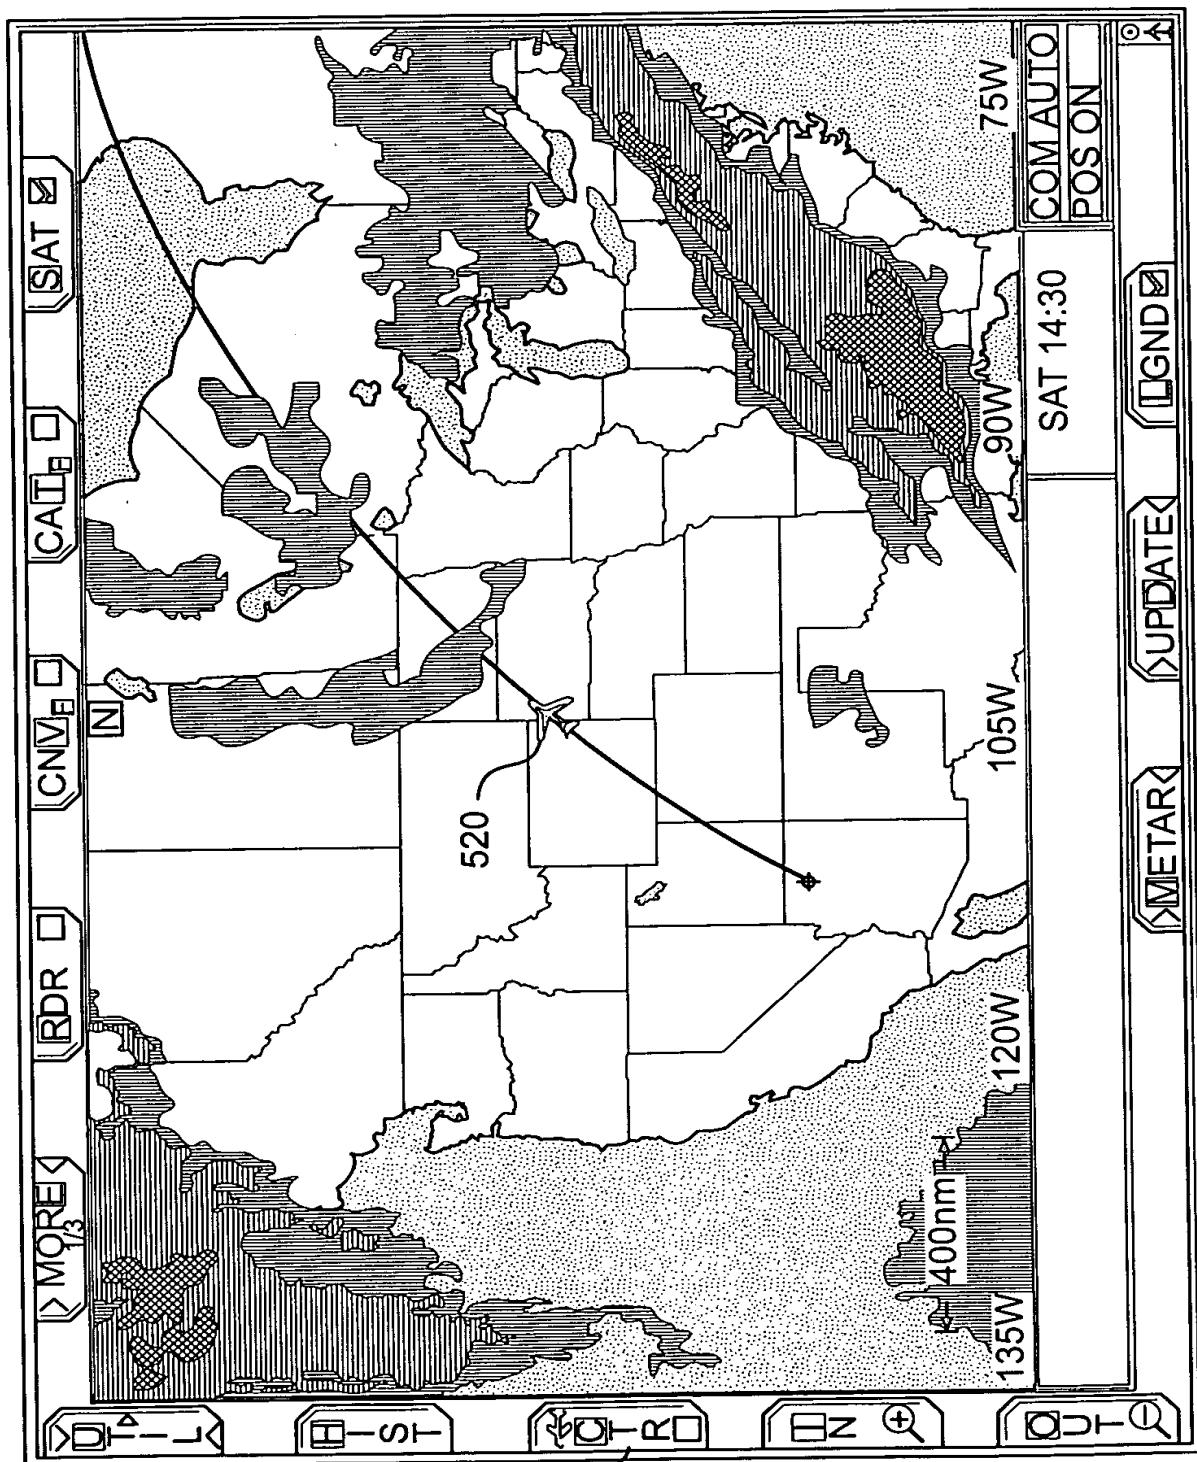 >MORE<
1/3
RDR
CNV F
CAT F
SAT
>UTIL<
HIST
CTR
IN
OUT
N
520
400nm
135W
120W
105W
90W
75W
SAT 14:30
COM AUTO
POS ON
>METAR<
>UPDATE<
LGND